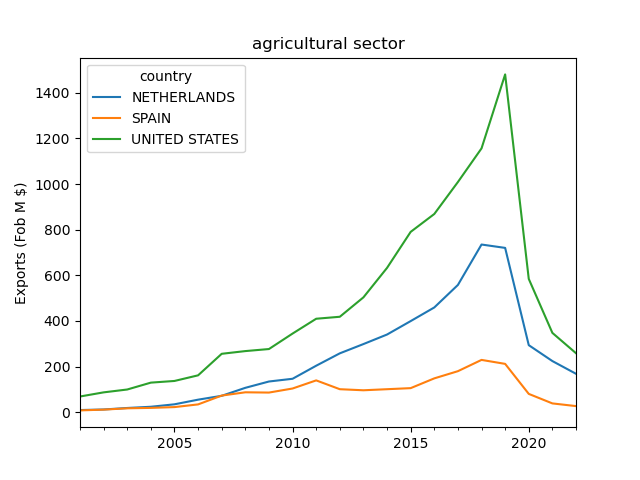 agricultural sector
country
NETHERLANDS
SPAIN
UNITED STATES
Exports (Fob M $)
1400
1200
1000
800
600
400
200
0
2005
2010
2015
2020